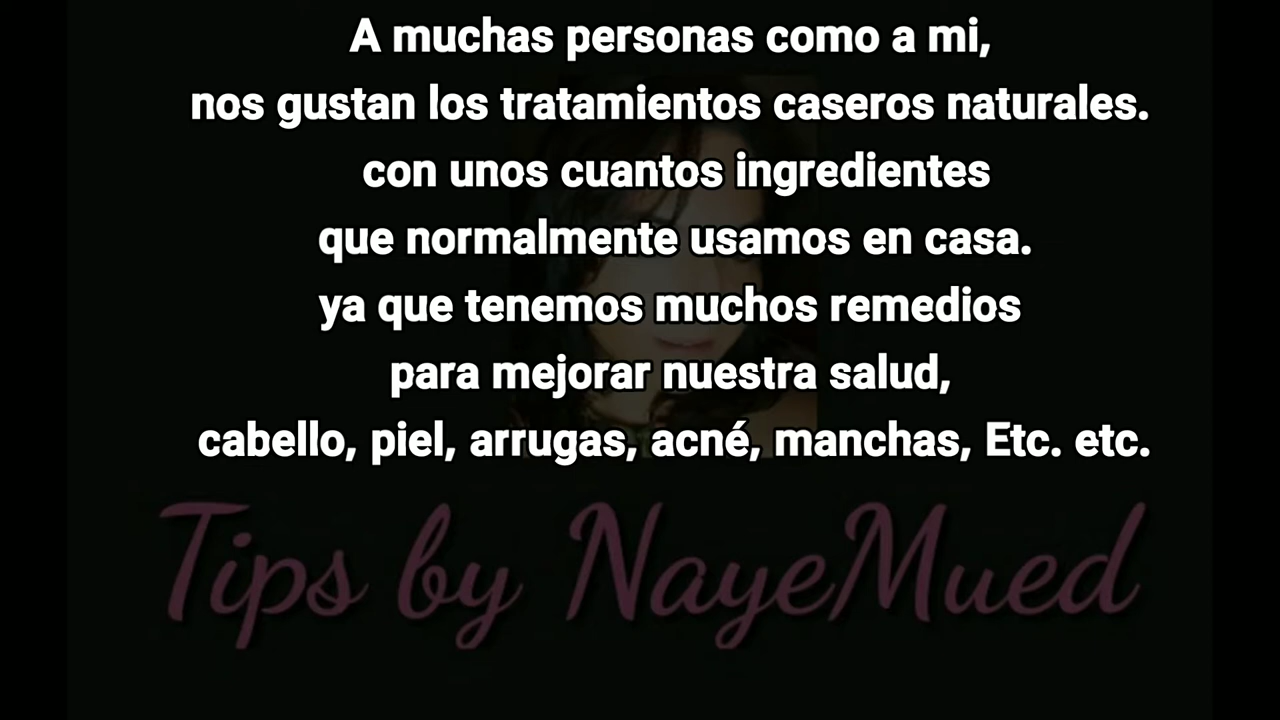 A muchas personas como a mi,
nos gustan los tratamientos caseros naturales.
con unos cuantos ingredientes
que normalmente usamos en casa.
ya que tenemos muchos remedios
para mejorar nuestra salud,
cabello, piel, arrugas, acné, manchas, Etc. etc.
Tips by NayeMued